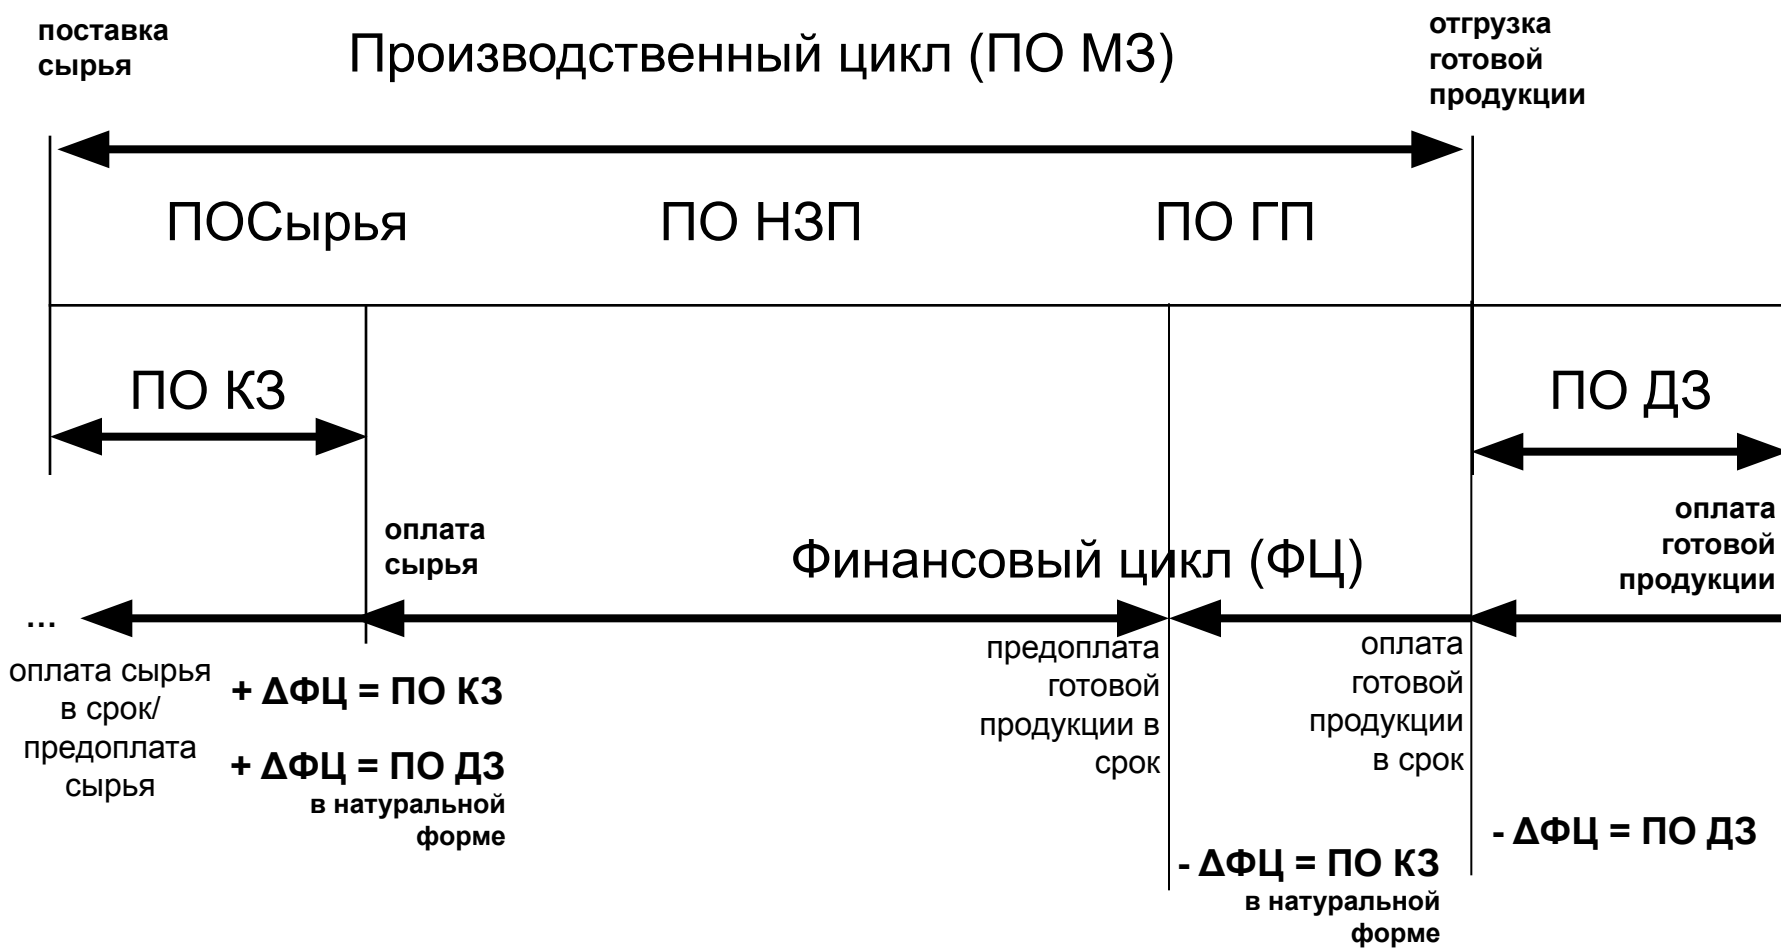 поставка
сырья
Производственный цикл (ПО МЗ)
отгрузка
готовой
продукции
ПОСырья
ПО НЗП
ПО ГП
ПО КЗ
ПО ДЗ
оплата
сырья
Финансовый цикл (ФЦ)
оплата
готовой
продукции
...
оплата сырья
в срок/
предоплата
сырья
+ ΔФЦ = ПО КЗ
+ ΔФЦ = ПО ДЗ
в натуральной
форме
предоплата
готовой
продукции в
срок
оплата
готовой
продукции
в срок
- ΔФЦ = ПО КЗ
в натуральной
форме
- ΔФЦ = ПО ДЗ